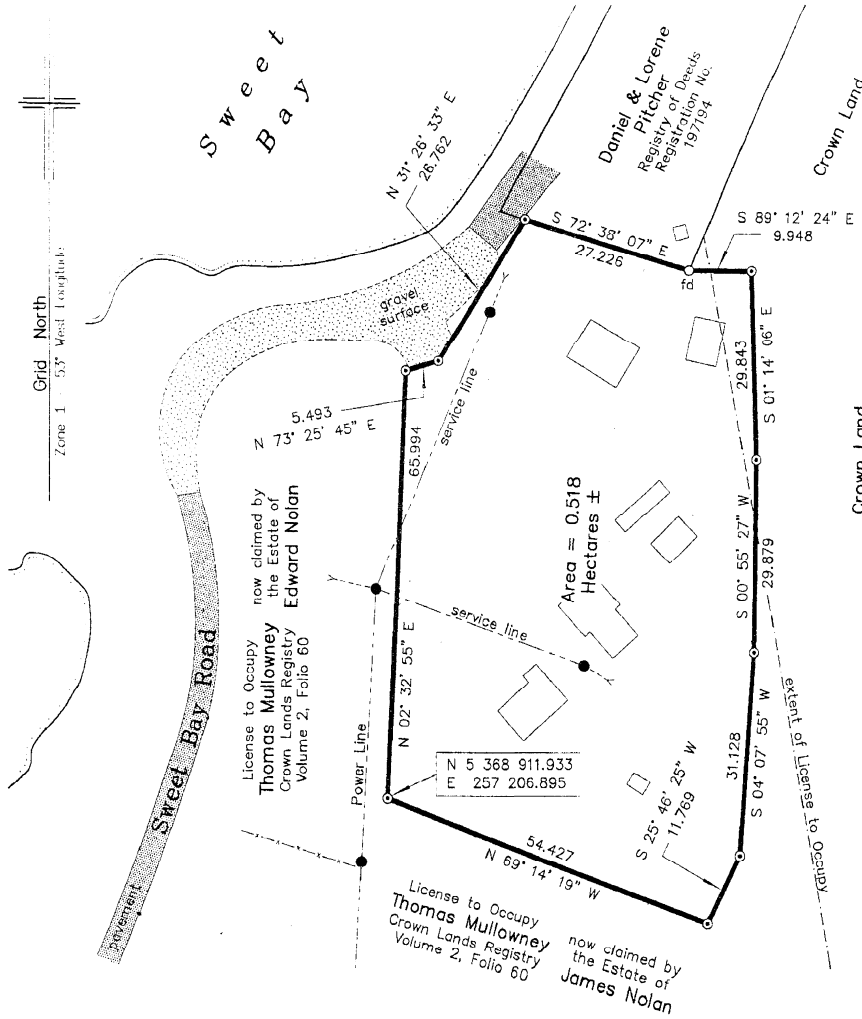 Grid North
Zone 1 - 53° West Longitude
Sweet
Bay
N 31° 26' 33" E
26.762
Daniel & Lorene
Pitcher
Registry of Deeds
Registration No.
197194
Crown Land
S 72° 38' 07" E
27.226
S 89° 12' 24" E
9.948
fd
gravel
surface
5.493
N 73° 25' 45" E
service line
65.994
29.843
S 01° 14' 06" E
Crown Land
now claimed by
the Estate of
Edward Nolan
License to Occupy
Thomas Mullowney
Crown Lands Registry
Volume 2, Folio 60
Area = 0.518
Hectares ±
S 00° 55' 27" W
29.879
service line
N 02° 32' 55" E
Sweet Bay Road
Power Line
N 5 368 911.933
E 257 206.895
31.128
S 04° 07' 55" W
S 25° 46' 25" W
11.769
extent of License to Occupy
54.427
N 69° 14' 19" W
pavement
License to Occupy
Thomas Mullowney
Crown Lands Registry
Volume 2, Folio 60
now claimed by
the Estate of
James Nolan